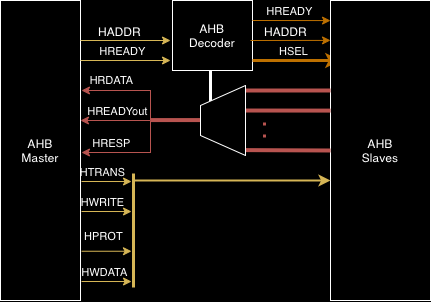 HADDR
HREADY
AHB
Decoder
HREADY
HADDR
HSEL
HRDATA
HREADYout
HRESP
AHB
Master
HTRANS
HWRITE
HPROT
HWDATA
AHB
Slaves